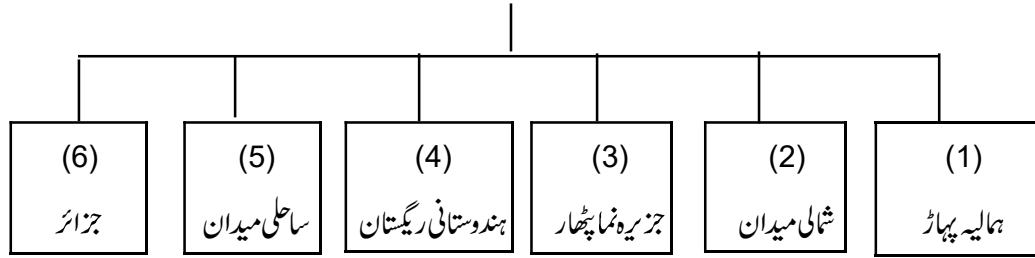 (1)
ہمالیہ پہاڑ
(2)
شمالی میدان
(3)
جزیرہ نما پٹھار
(4)
ہندوستانی ریگستان
(5)
ساحلی میدان
(6)
جزائر